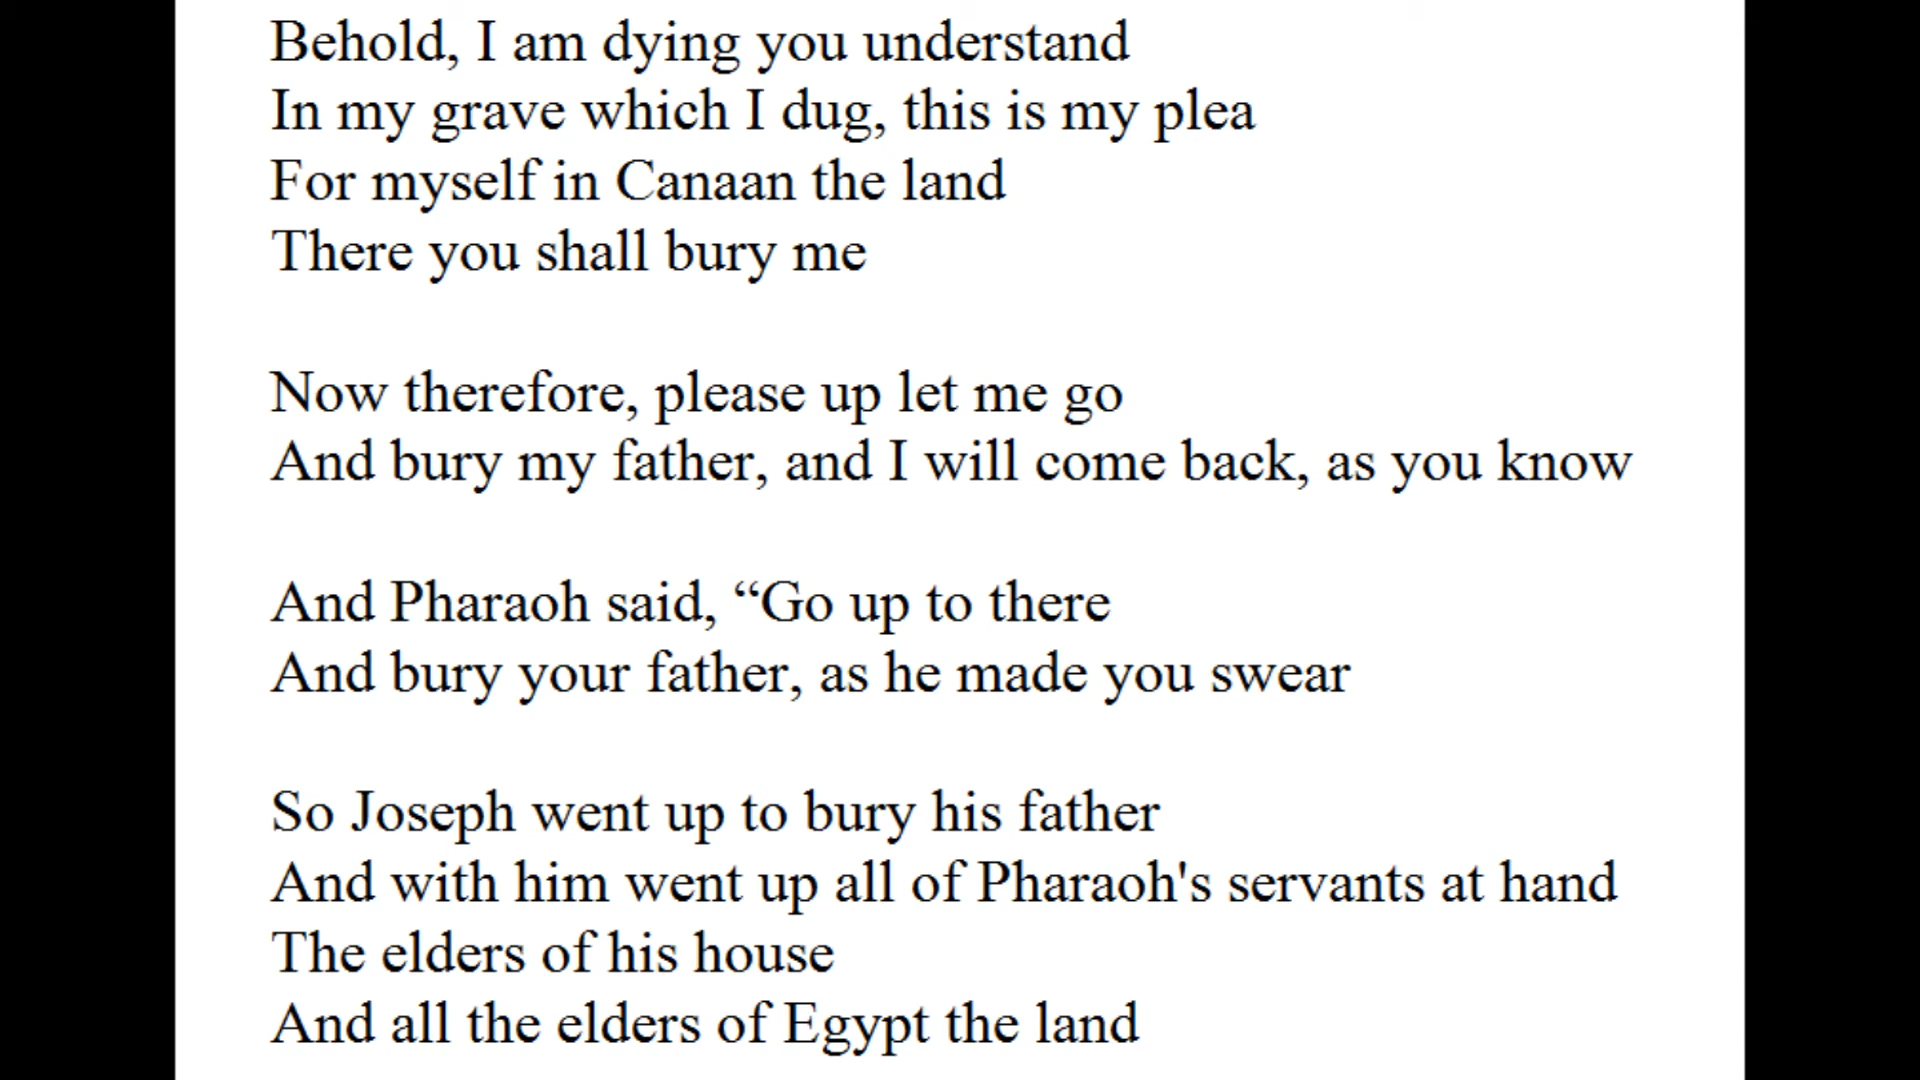 Behold, I am dying you understand
In my grave which I dug, this is my plea
For myself in Canaan the land
There you shall bury me
Now therefore, please up let me go
And bury my father, and I will come back, as you know
And Pharaoh said, “Go up to there
And bury your father, as he made you swear
So Joseph went up to bury his father
And with him went up all of Pharaoh's servants at hand
The elders of his house
And all the elders of Egypt the land